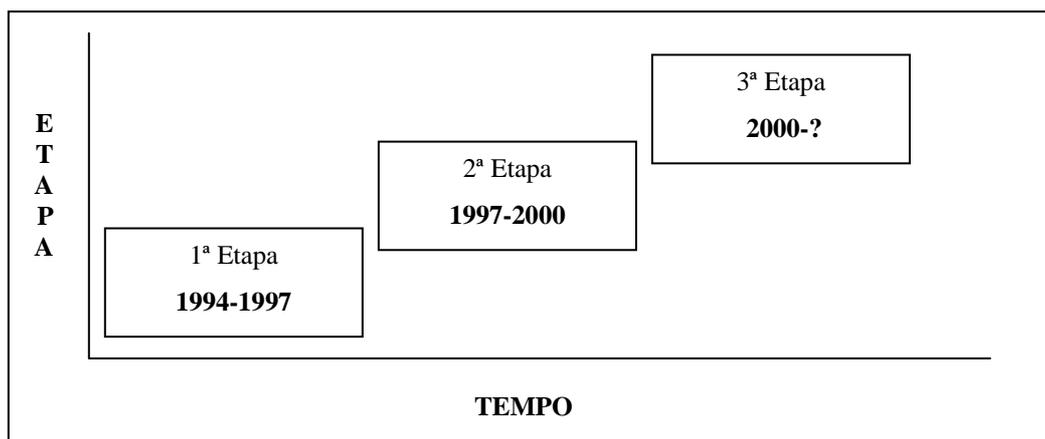 3ª Etapa
2000-?
E
T
A
P
A
2ª Etapa
1997-2000
1ª Etapa
1994-1997
TEMPO